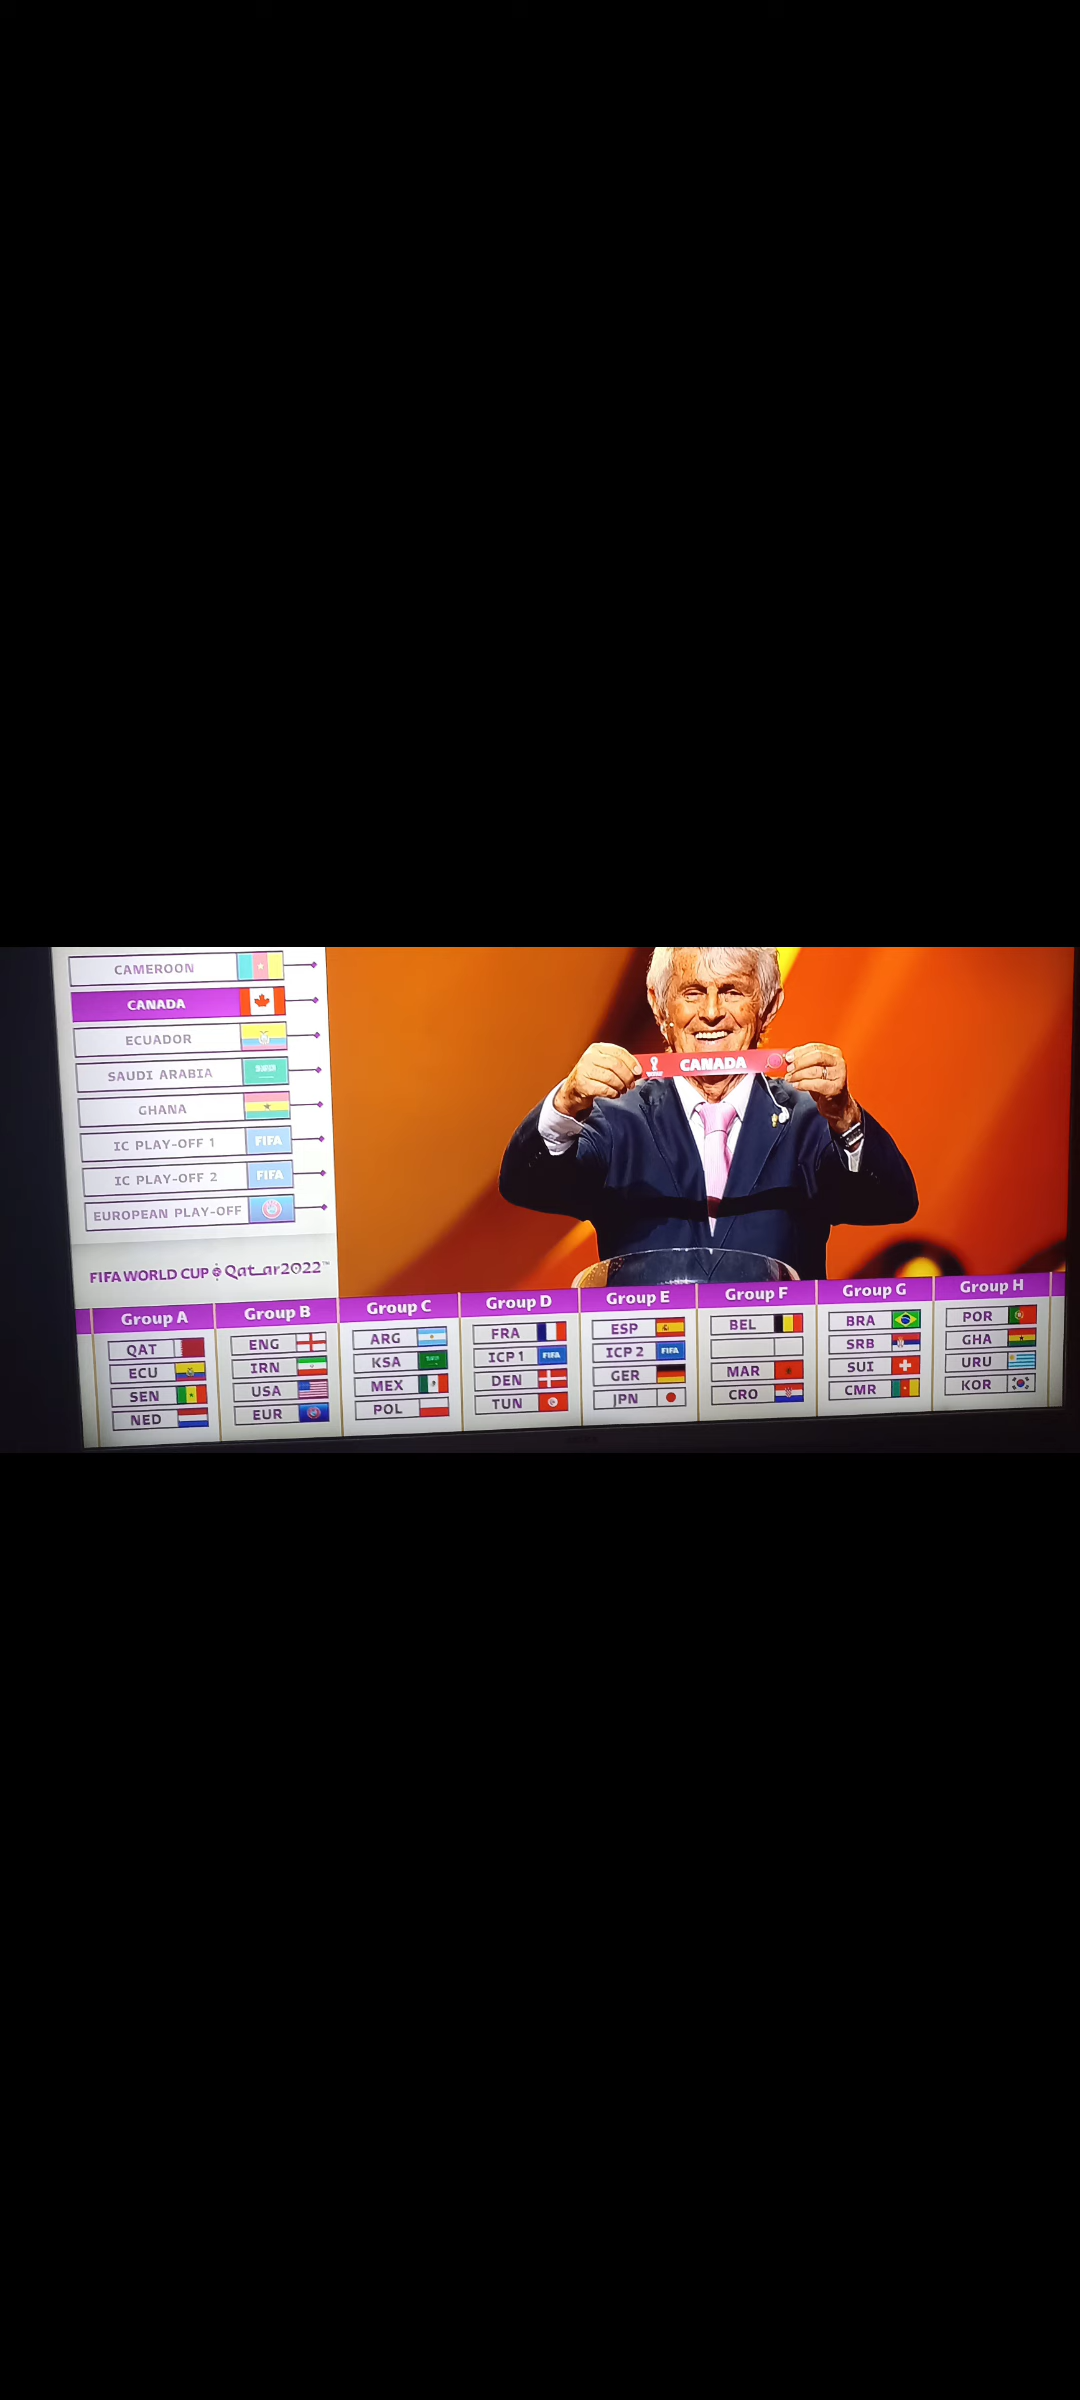 CAMEROON
CANADA
ECUADOR
SAUDI ARABIA
GHANA
IC PLAY-OFF 1 FIFA
IC PLAY-OFF 2 FIFA
EUROPEAN PLAY-OFF
FIFA WORLD CUP Qatar2022™
CANADA
Group A
QAT
ECU
SEN
NED
Group B
ENG
IRN
USA
EUR
Group C
ARG
KSA
MEX
POL
Group D
FRA
ICP 1 FIFA
DEN
TUN
Group E
ESP
ICP 2 FIFA
GER
JPN
Group F
BEL
MAR
CRO
Group G
BRA
SRB
SUI
CMR
Group H
POR
GHA
URU
KOR